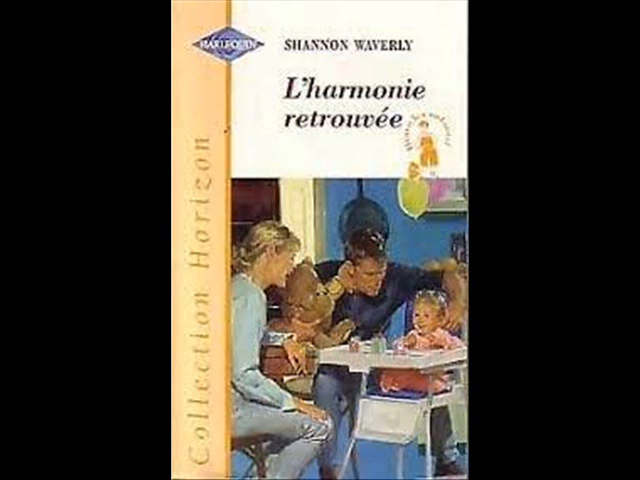 HARLEQUIN
SHANNON WAVERLY
L'harmonie
retrouvée
Collection Horizon